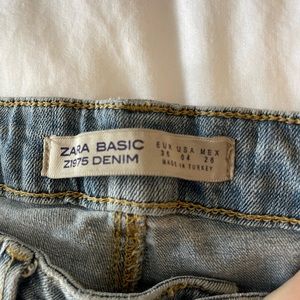 ZARA BASIC
Z1975 DENIM
EUR USA MEX
36 04 26
MADE IN TURKEY